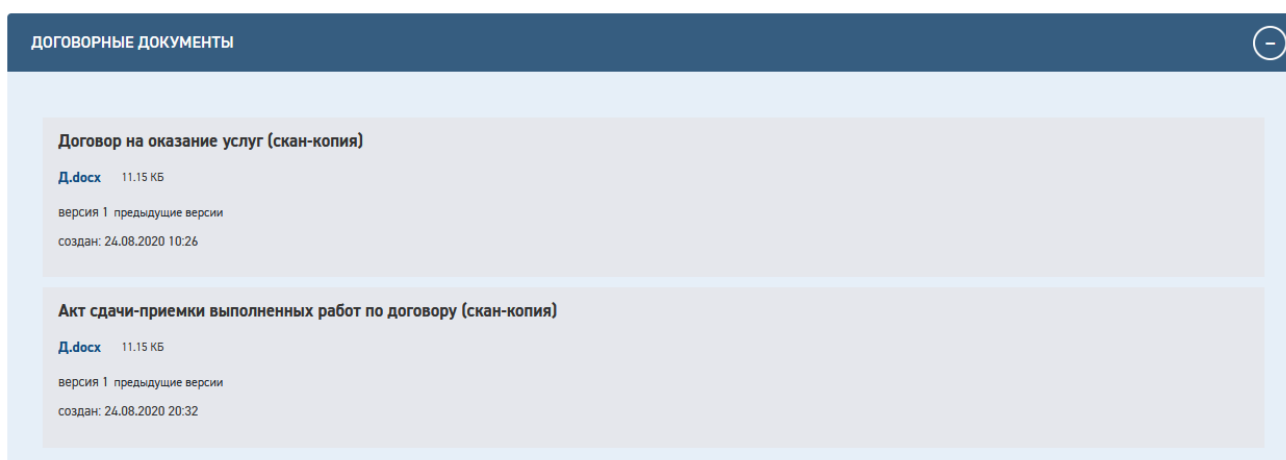 ДОГОВОРНЫЕ ДОКУМЕНТЫ
Договор на оказание услуг (скан-копия)
Д.docx 11.15 КБ
версия 1 предыдущие версии
создан: 24.08.2020 10:26
Акт сдачи-приемки выполненных работ по договору (скан-копия)
Д.docx 11.15 КБ
версия 1 предыдущие версии
создан: 24.08.2020 20:32